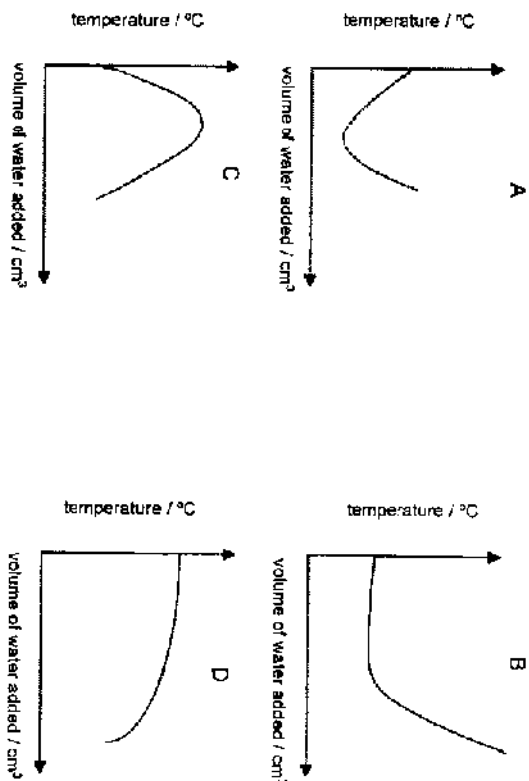 A
temperature / °C
volume of water added / cm³
B
temperature / °C
volume of water added / cm³
C
temperature / °C
volume of water added / cm³
D
temperature / °C
volume of water added / cm³